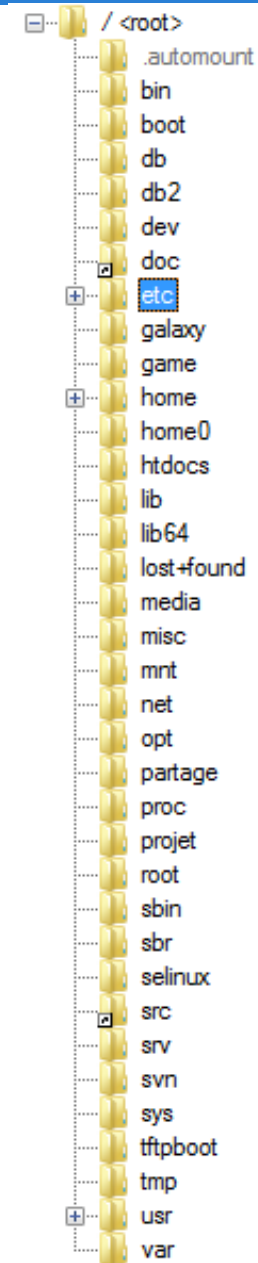 / <root>
.automount
bin
boot
db
db2
dev
doc
etc
galaxy
game
home
home0
htdocs
lib
lib64
lost+found
media
misc
mnt
net
opt
partage
proc
projet
root
sbin
sbr
selinux
src
srv
svn
sys
tftpboot
tmp
usr
var